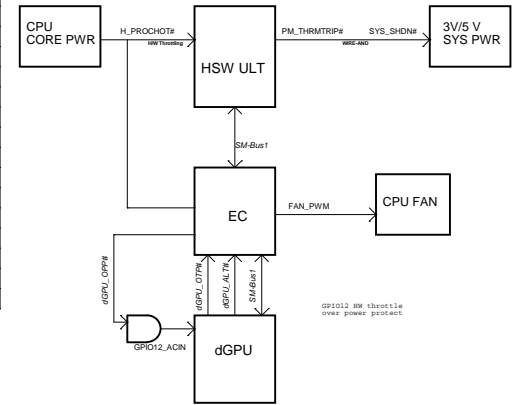 CPU
CORE PWR
H_PROCHOT#
H/W Throttling
HSW ULT
PM_THRMTRIP#
SYS_SHDN#
WIRE-AND
3V/5 V
SYS PWR
SM-Bus1
EC
FAN_PWM
CPU FAN
dGPU_OPP#
dGPU_OTP#
dGPU_ALT#
SM-Bus1
GPIO12_ACIN
dGPU
GPIO12 HW throttle
over power protect